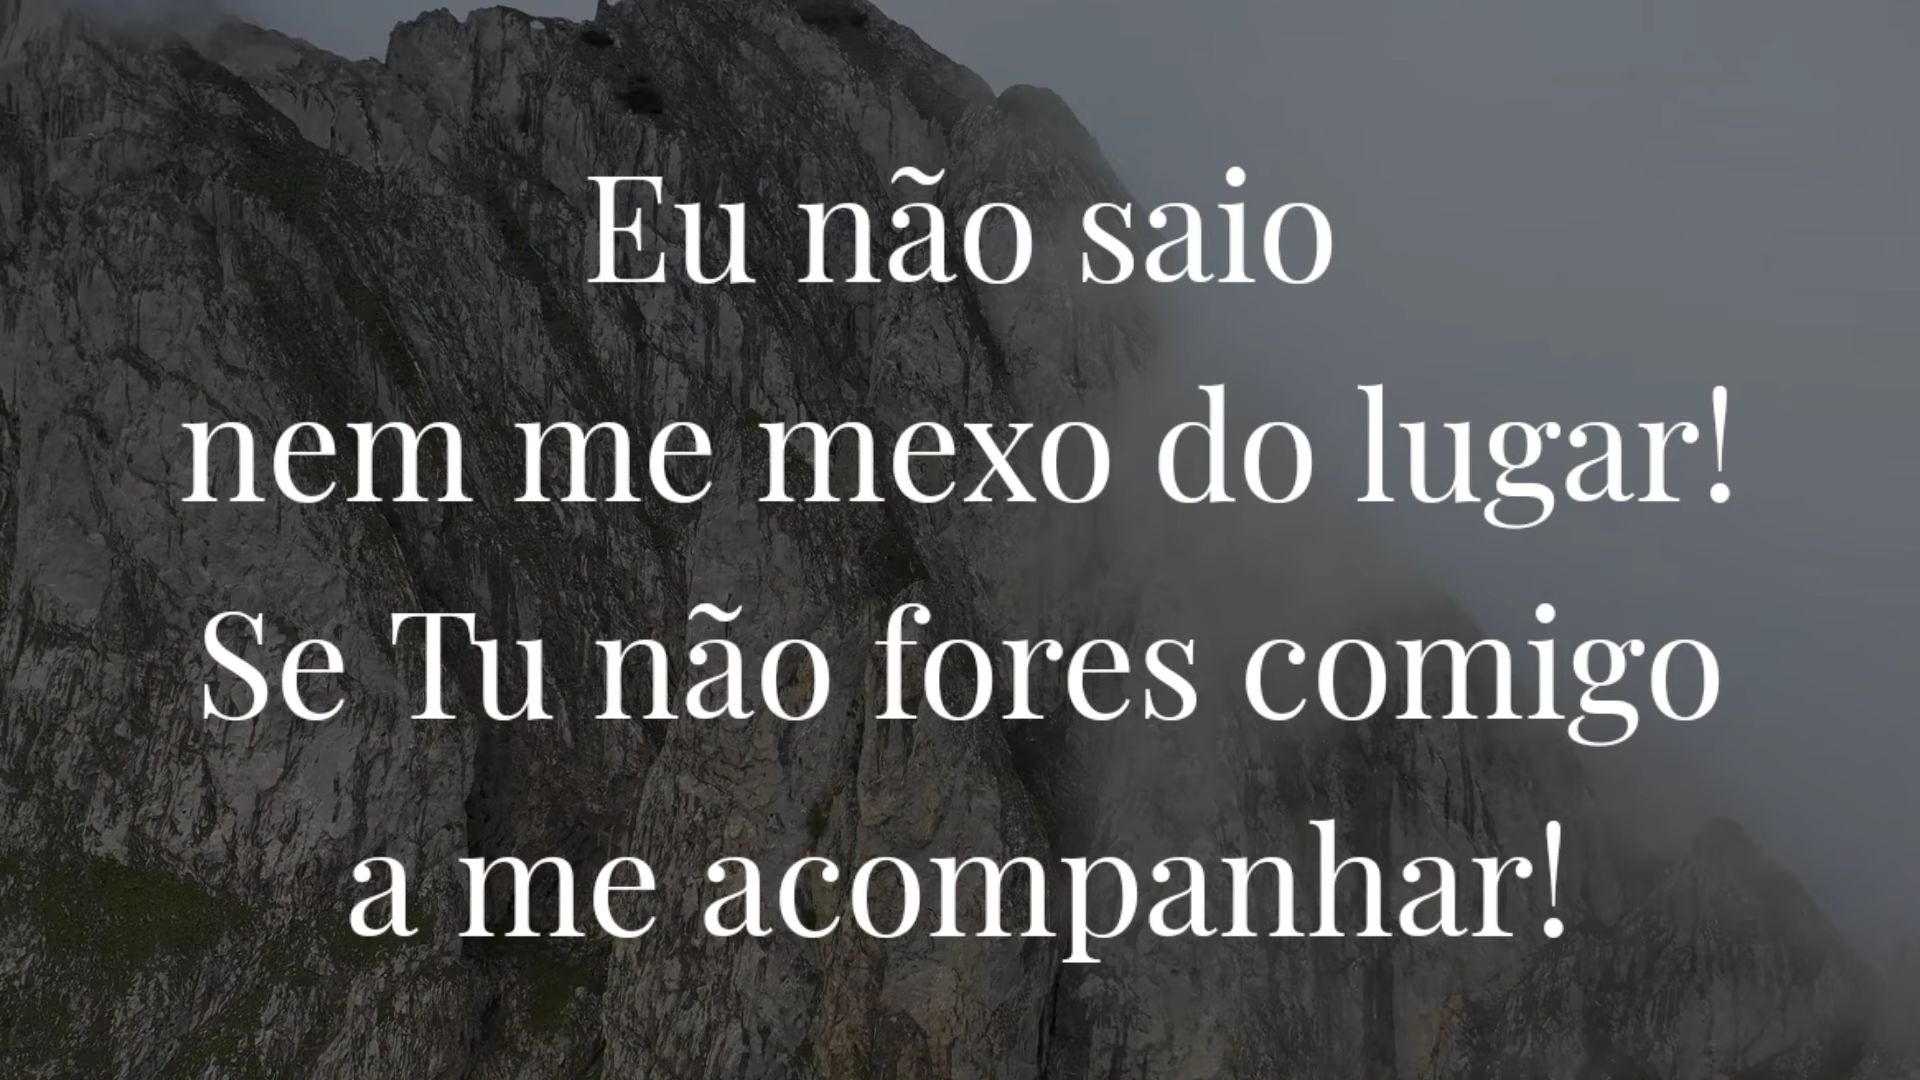 Eu não saio
nem me mexo do lugar!
Se Tu não fores comigo
a me acompanhar!